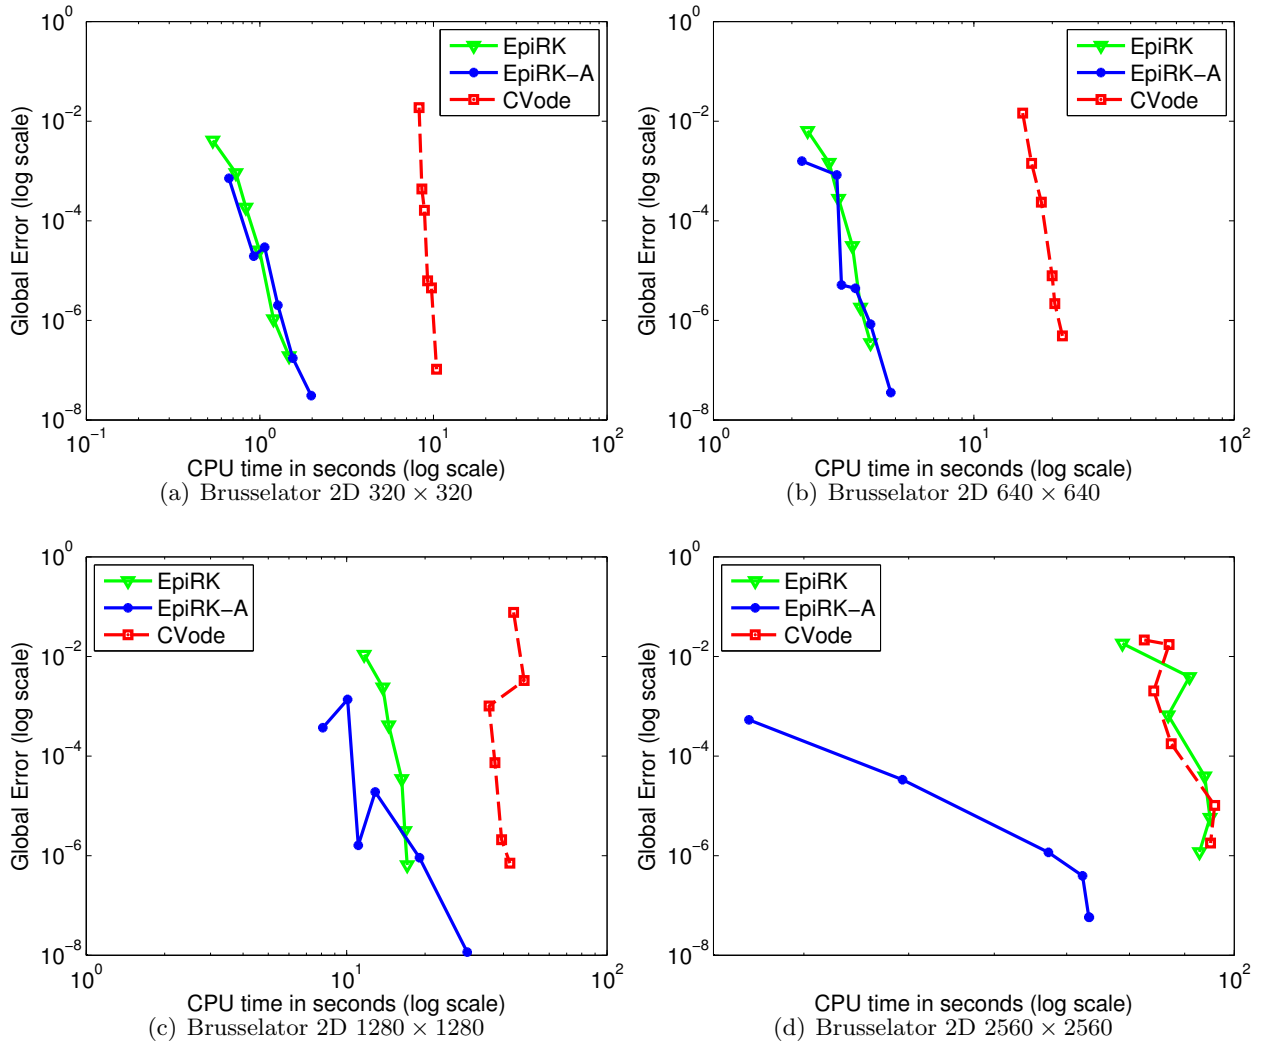 EpiRK
EpiRK−A
CVode
10^0
10^−2
10^−4
10^−6
10^−8
Global Error (log scale)
10^−1
10^0
10^1
10^2
CPU time in seconds (log scale)
(a) Brusselator 2D 320 × 320
EpiRK
EpiRK−A
CVode
10^0
10^−2
10^−4
10^−6
10^−8
Global Error (log scale)
10^0
10^1
10^2
CPU time in seconds (log scale)
(b) Brusselator 2D 640 × 640
EpiRK
EpiRK−A
CVode
10^0
10^−2
10^−4
10^−6
10^−8
Global Error (log scale)
10^0
10^1
10^2
CPU time in seconds (log scale)
(c) Brusselator 2D 1280 × 1280
EpiRK
EpiRK−A
CVode
10^0
10^−2
10^−4
10^−6
10^−8
Global Error (log scale)
10^2
CPU time in seconds (log scale)
(d) Brusselator 2D 2560 × 2560